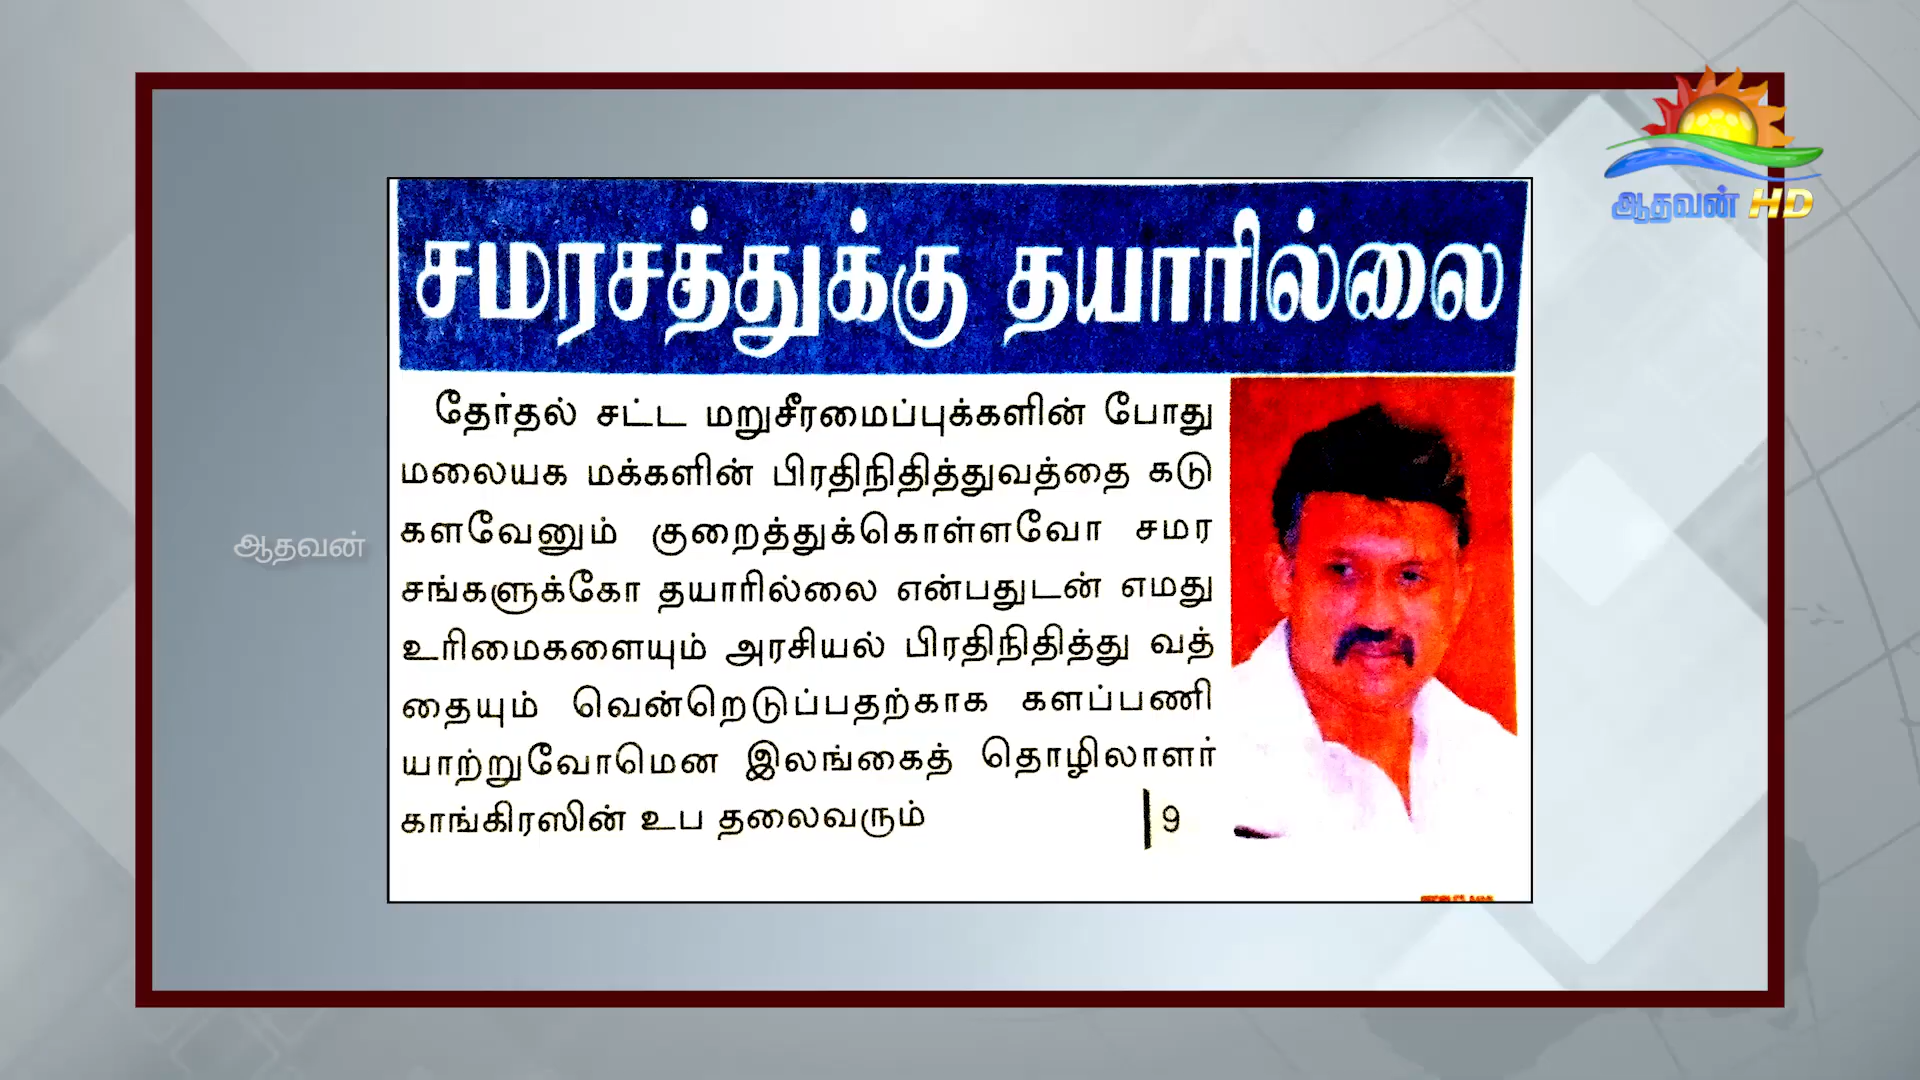 ஆதவன் HD
சமரசத்துக்கு தயாரில்லை
தேர்தல் சட்ட மறுசீரமைப்புக்களின் போது
மலையக மக்களின் பிரதிநிதித்துவத்தை கடு
களவேனும் குறைத்துக்கொள்ளவோ சமர
சங்களுக்கோ தயாரில்லை என்பதுடன் எமது
உரிமைகளையும் அரசியல் பிரதிநிதித்து வத்
தையும் வென்றெடுப்பதற்காக களப்பணி
யாற்றுவோமென இலங்கைத் தொழிலாளர்
காங்கிரஸின் உப தலைவரும்
9
ஆதவன்